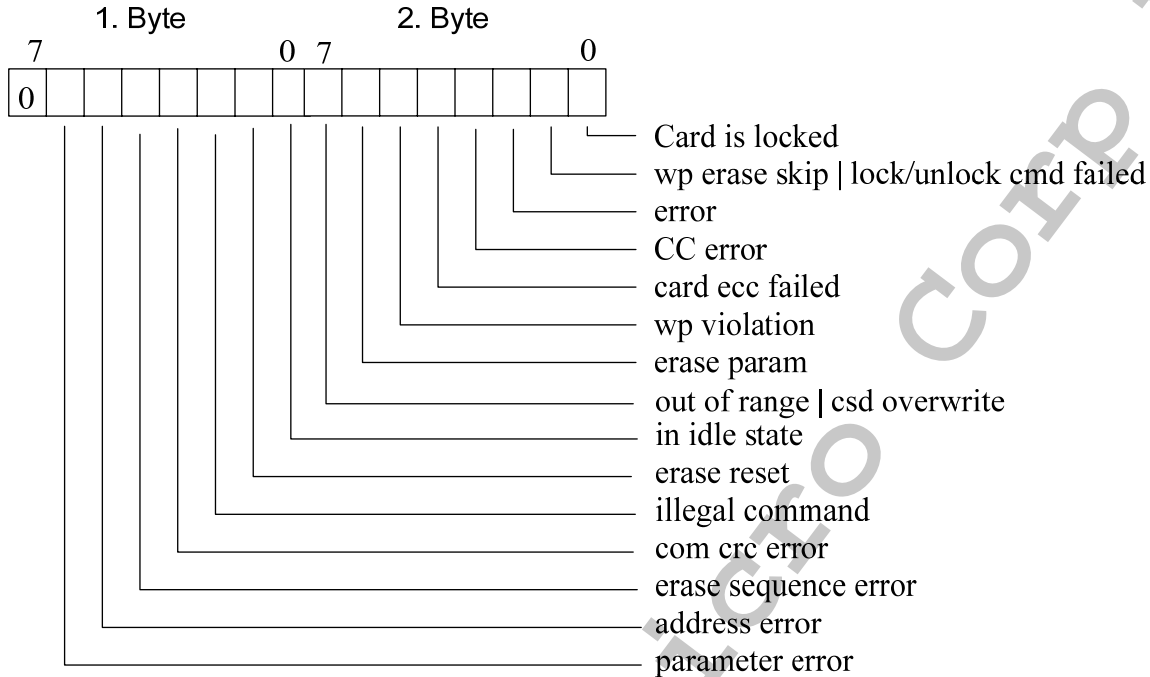 1. Byte 2. Byte
7 0 7 0
0
Card is locked
wp erase skip | lock/unlock cmd failed
error
CC error
card ecc failed
wp violation
erase param
out of range | csd overwrite
in idle state
erase reset
illegal command
com crc error
erase sequence error
address error
parameter error
icro Corp